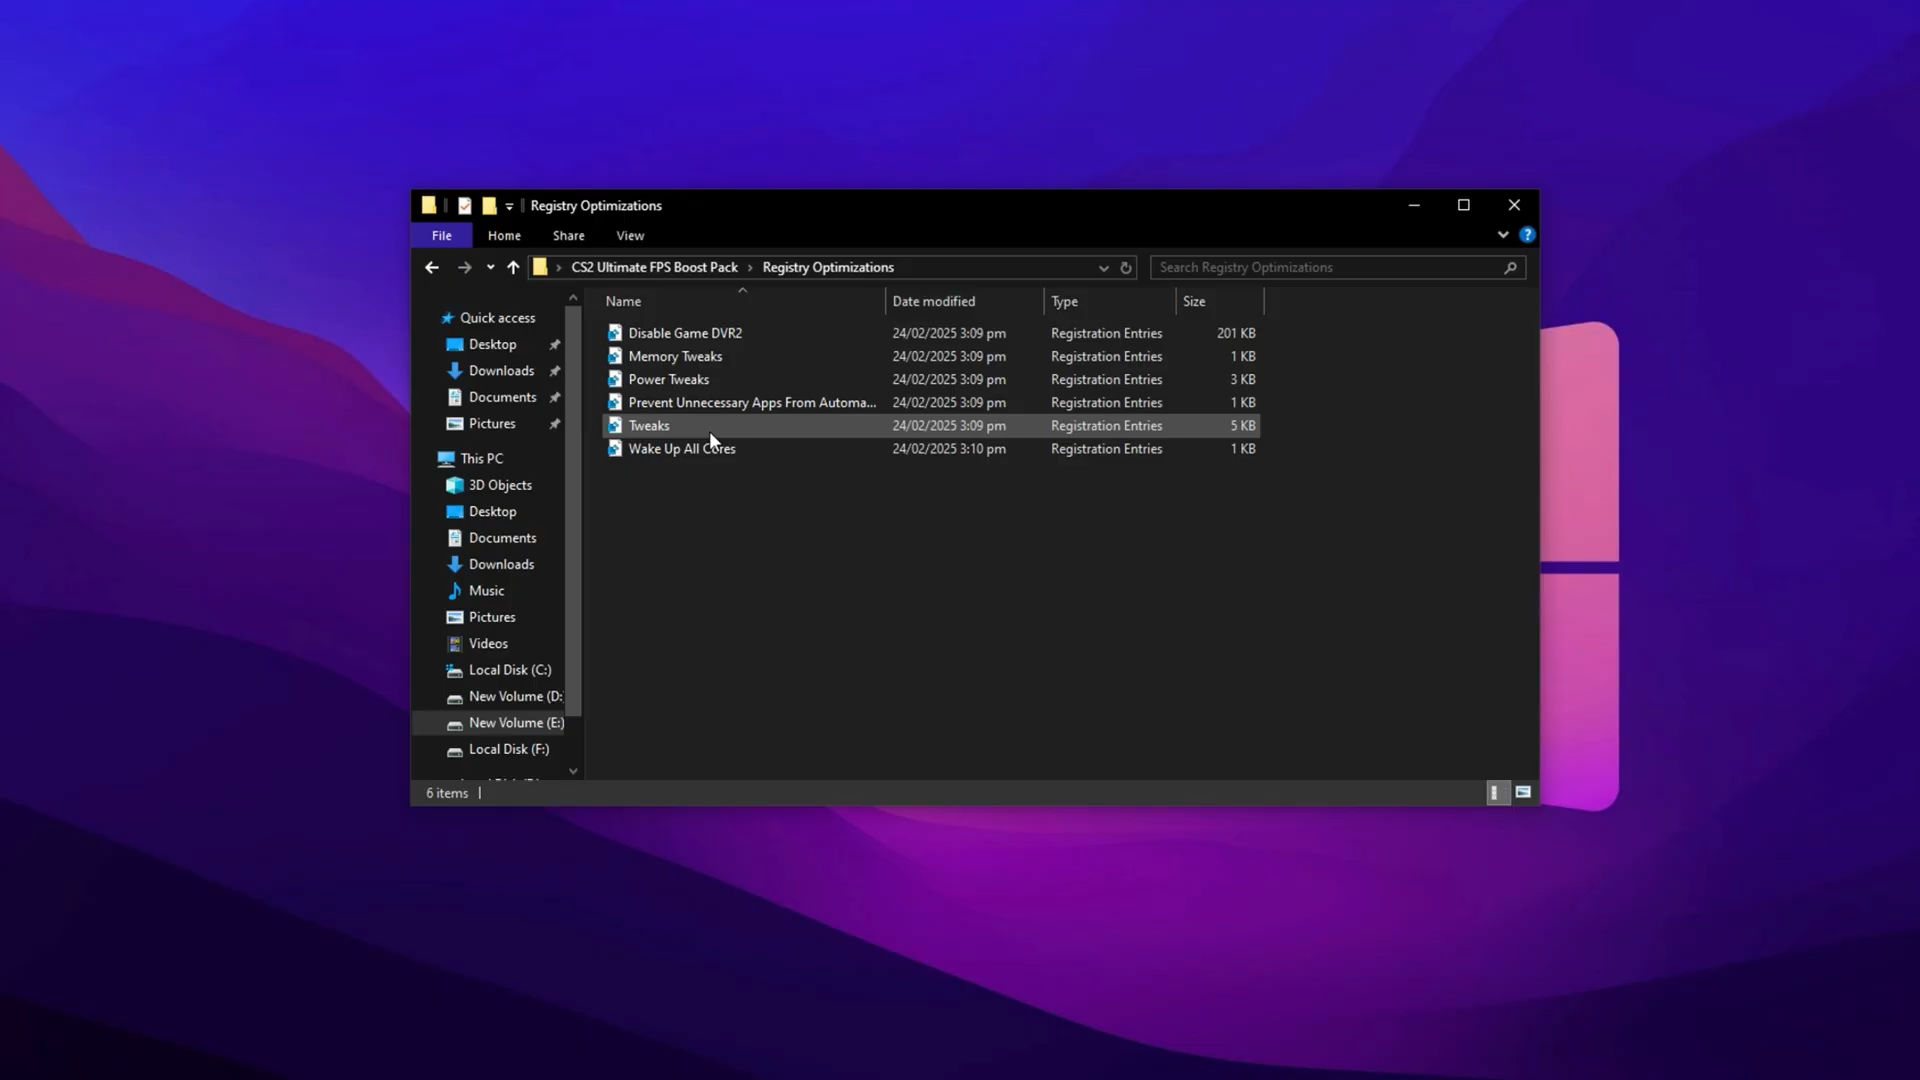 Registry Optimizations
File Home Share View
CS2 Ultimate FPS Boost Pack › Registry Optimizations Search Registry Optimizations
Name Date modified Type Size
Disable Game DVR2 24/02/2025 3:09 pm Registration Entries 201 KB
Memory Tweaks 24/02/2025 3:09 pm Registration Entries 1 KB
Power Tweaks 24/02/2025 3:09 pm Registration Entries 3 KB
Prevent Unnecessary Apps From Automa... 24/02/2025 3:09 pm Registration Entries 1 KB
Tweaks 24/02/2025 3:09 pm Registration Entries 5 KB
Wake Up All Cores 24/02/2025 3:10 pm Registration Entries 1 KB
Quick access
Desktop
Downloads
Documents
Pictures
This PC
3D Objects
Desktop
Documents
Downloads
Music
Pictures
Videos
Local Disk (C:)
New Volume (D:
New Volume (E:)
Local Disk (F:)
6 items